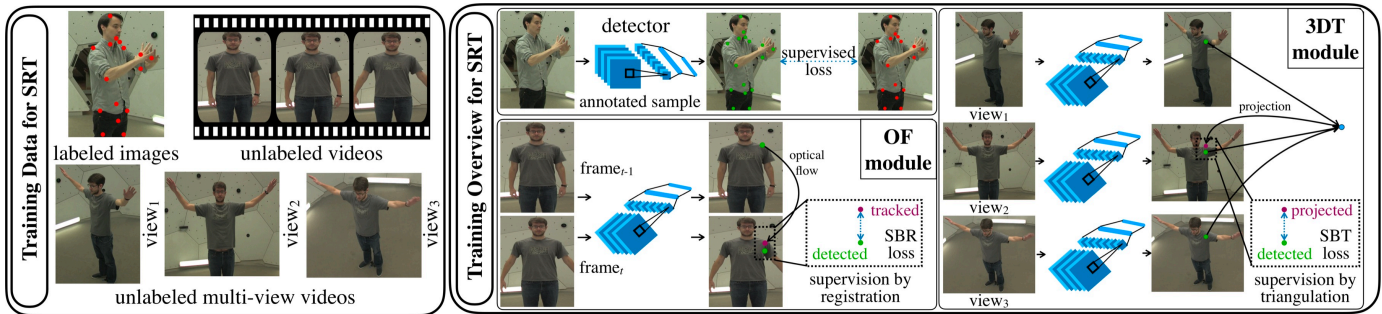 Training Data for SRT
labeled images
unlabeled videos
view1
view2
view3
unlabeled multi-view videos
Training Overview for SRT
detector
annotated sample
supervised
loss
OF
module
frame t-1
frame t
optical
flow
tracked
detected
SBR
loss
supervision by
registration
3DT
module
view1
view2
view3
projection
projected
detected
SBT
loss
supervision by
triangulation